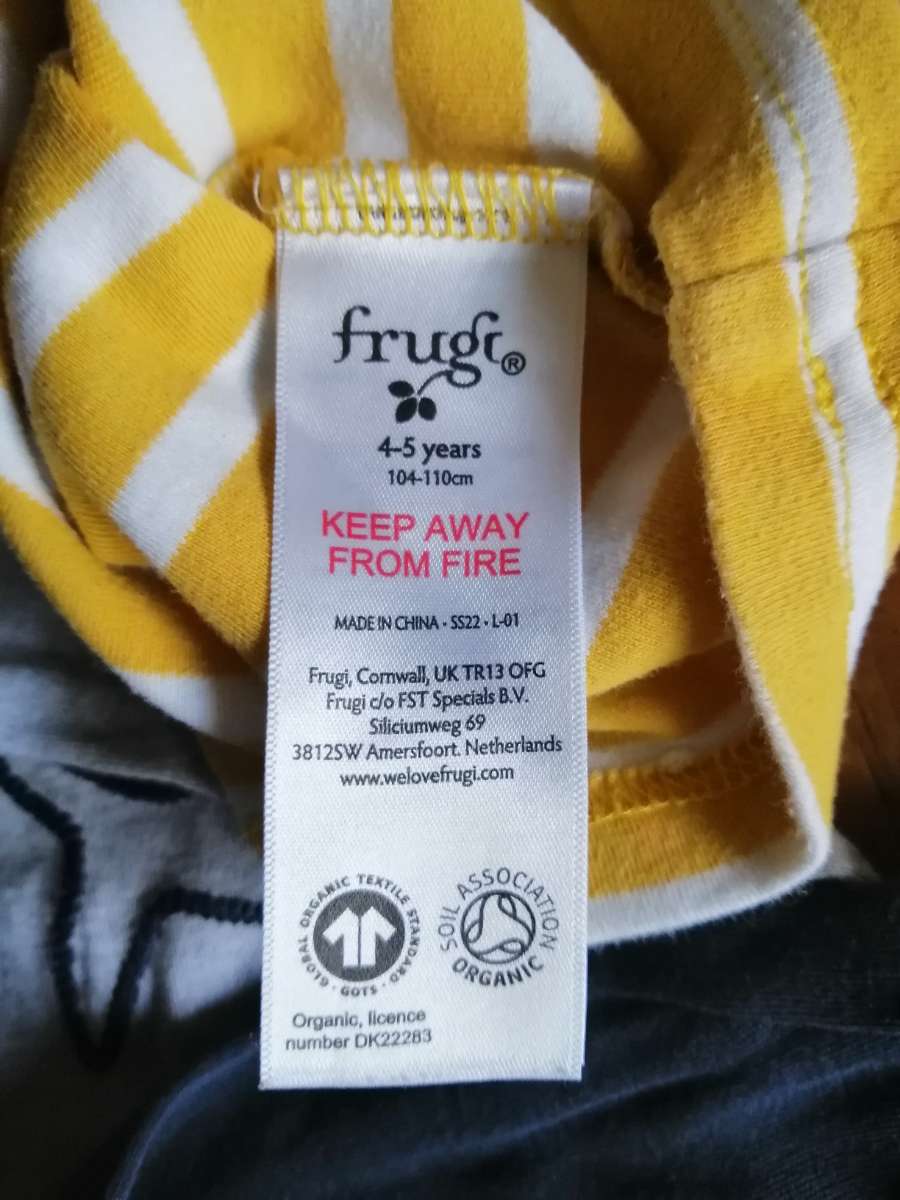 frugi®
4-5 years
104-110cm
KEEP AWAY
FROM FIRE
MADE IN CHINA - SS22 - L-01
Frugi, Cornwall, UK TR13 OFG
Frugi c/o FST Specials B.V.
Siliciumweg 69
3812SW Amersfoort. Netherlands
www.welovefrugi.com
GLOBAL ORGANIC TEXTILE STANDARD
· GOTS ·
SOIL ASSOCIATION
ORGANIC
Organic, licence
number DK22283